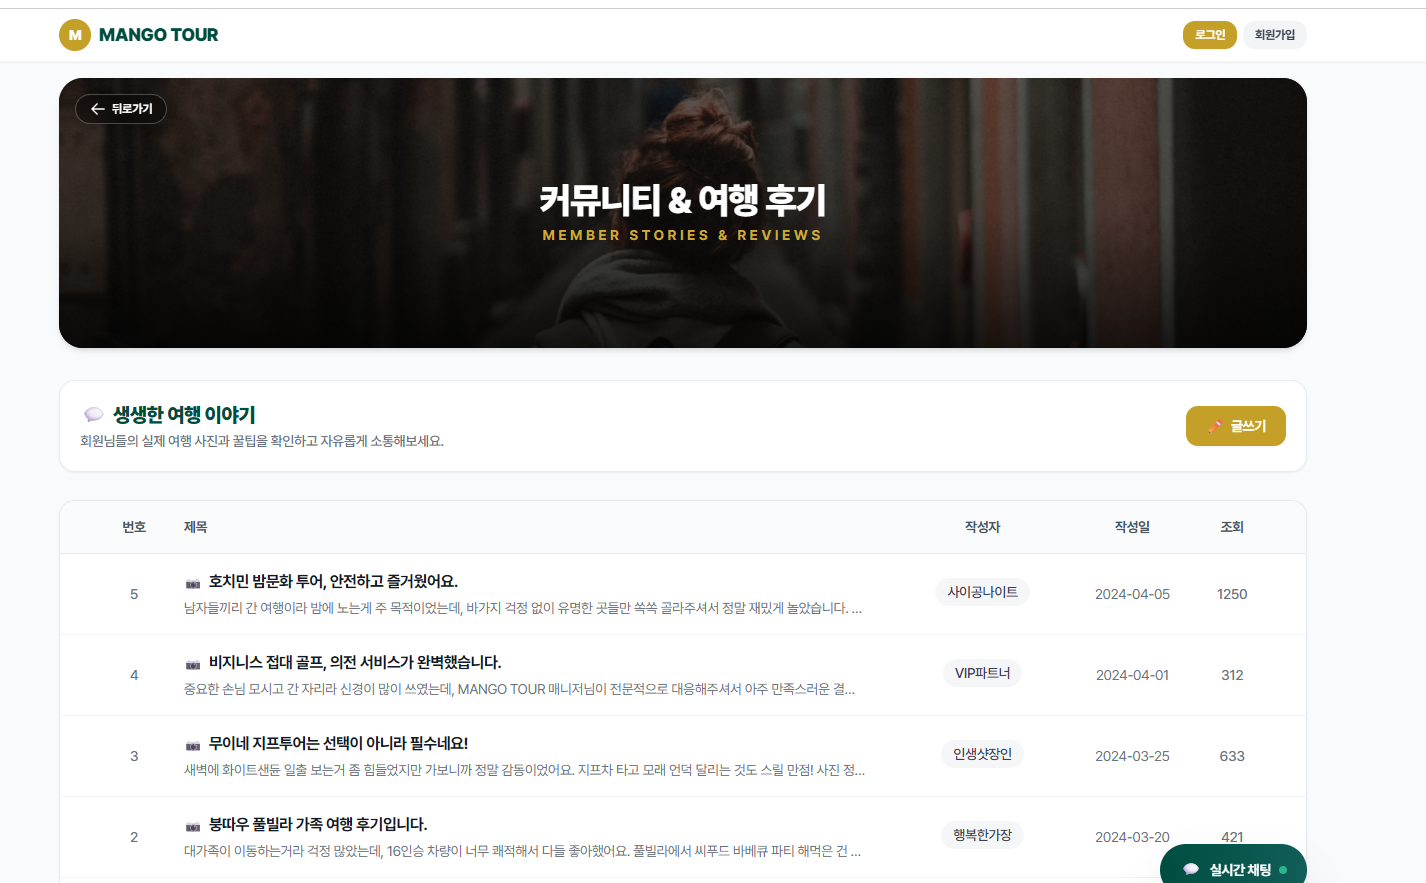 M MANGO TOUR
로그인 회원가입
뒤로가기
커뮤니티 & 여행 후기
MEMBER STORIES & REVIEWS
생생한 여행 이야기
회원님들의 실제 여행 사진과 꿀팁을 확인하고 자유롭게 소통해보세요.
글쓰기
번호 제목 작성자 작성일 조회
호치민 밤문화 투어, 안전하고 즐거웠어요.
5 사이공나이트 2024-04-05 1250
남자들끼리 간 여행이라 밤에 노는게 주 목적이었는데, 바가지 걱정 없이 유명한 곳들만 쏙쏙 골라주셔서 정말 재밌게 놀았습니다. ...
비지니스 접대 골프, 의전 서비스가 완벽했습니다.
4 VIP파트너 2024-04-01 312
중요한 손님 모시고 간 자리라 신경이 많이 쓰였는데, MANGO TOUR 매니저님이 전문적으로 대응해주셔서 아주 만족스러운 결...
무이네 지프투어는 선택이 아니라 필수네요!
3 인생샷장인 2024-03-25 633
새벽에 화이트샌듄 일출 보는거 좀 힘들었지만 가보니까 정말 감동이었어요. 지프차 타고 모래 언덕 달리는 것도 스릴 만점! 사진 정...
붕따우 풀빌라 가족 여행 후기입니다.
2 행복한가장 2024-03-20 421
대가족이 이동하는거라 걱정 많았는데, 16인승 차량이 너무 쾌적해서 다들 좋아했어요. 풀빌라에서 씨푸드 바베큐 파티 해먹은 건 ...
실시간 채팅